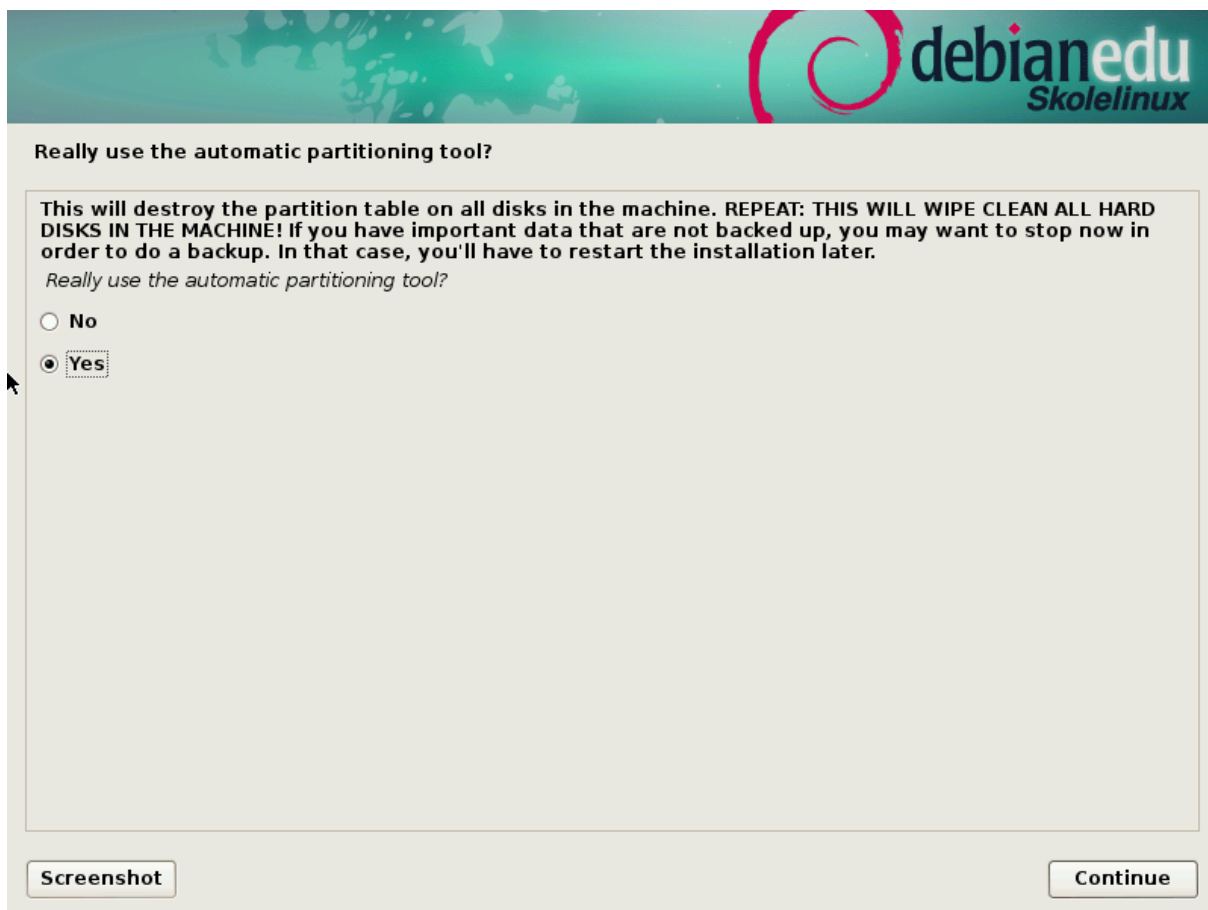 debianedu
Skolelinux
Really use the automatic partitioning tool?
This will destroy the partition table on all disks in the machine. REPEAT: THIS WILL WIPE CLEAN ALL HARD
DISKS IN THE MACHINE! If you have important data that are not backed up, you may want to stop now in
order to do a backup. In that case, you'll have to restart the installation later.
Really use the automatic partitioning tool?
No
Yes
Screenshot
Continue